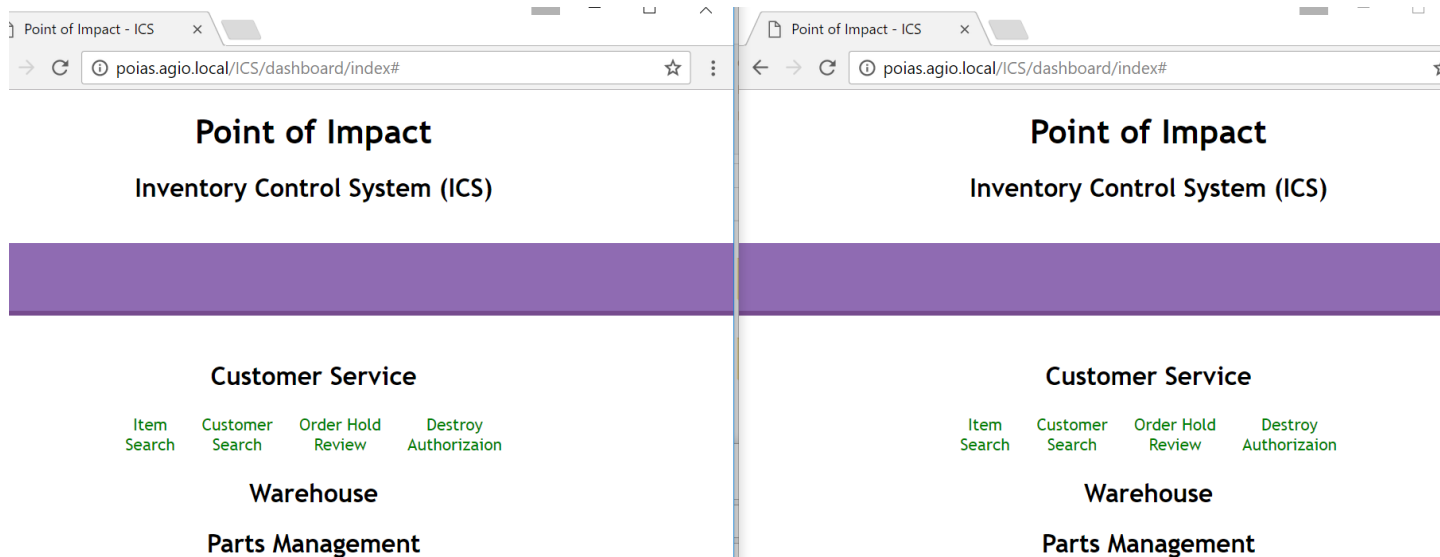 Point of Impact - ICS
poias.agio.local/ICS/dashboard/index#
Point of Impact
Inventory Control System (ICS)
Customer Service
Item Search
Customer Search
Order Hold Review
Destroy Authorizaion
Warehouse
Parts Management
Point of Impact - ICS
poias.agio.local/ICS/dashboard/index#
Point of Impact
Inventory Control System (ICS)
Customer Service
Item Search
Customer Search
Order Hold Review
Destroy Authorizaion
Warehouse
Parts Management